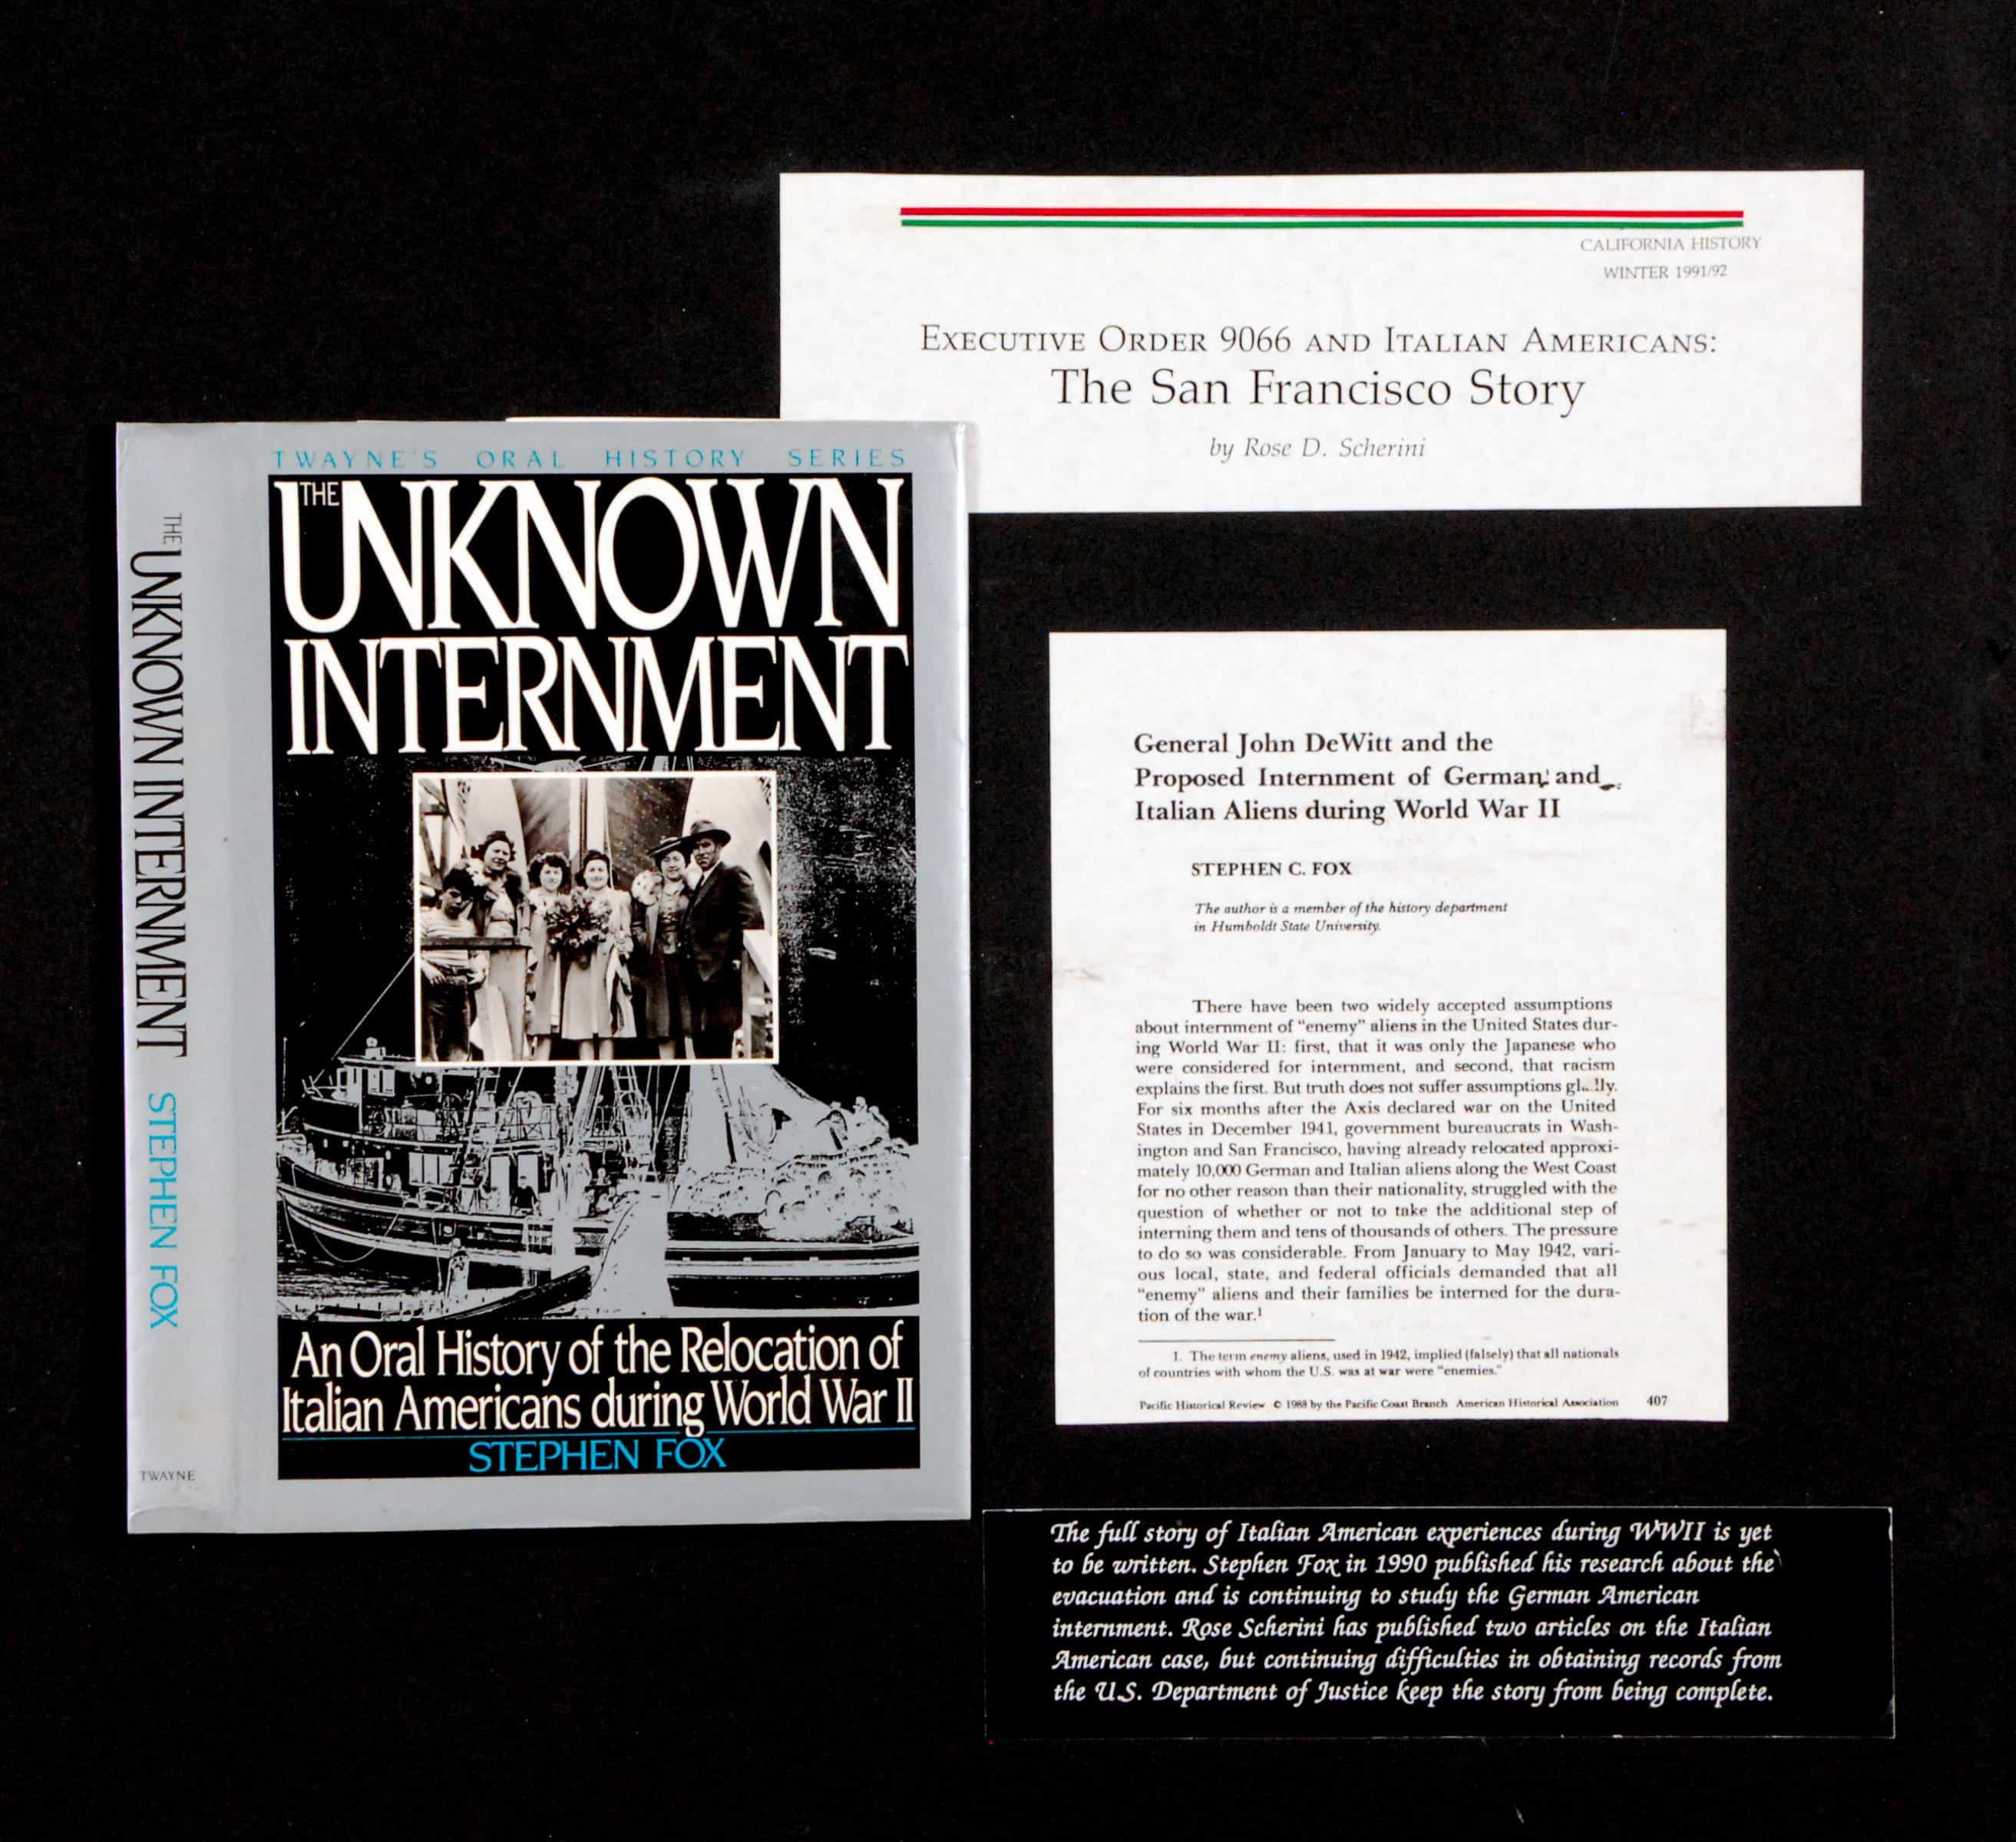 CALIFORNIA HISTORY
WINTER 1991/92
EXECUTIVE ORDER 9066 AND ITALIAN AMERICANS:
The San Francisco Story
by Rose D. Scherini
THE UNKNOWN INTERNMENT STEPHEN FOX
TWAYNE
TWAYNE'S ORAL HISTORY SERIES
THE
UNKNOWN
INTERNMENT
An Oral History of the Relocation of
Italian Americans during World War II
STEPHEN FOX
General John DeWitt and the
Proposed Internment of German and
Italian Aliens during World War II
STEPHEN C. FOX
The author is a member of the history department
in Humboldt State University.
There have been two widely accepted assumptions
about internment of "enemy" aliens in the United States dur-
ing World War II: first, that it was only the Japanese who
were considered for internment, and second, that racism
explains the first. But truth does not suffer assumptions
For six months after the Axis declared war on the United
States in December 1941, government bureaucrats in Wash-
ington and San Francisco, having already relocated approxi-
mately 10,000 German and Italian aliens along the West Coast
for no other reason than their nationality, struggled with the
question of whether or not to take the additional step of
interning them and tens of thousands of others. The pressure
to do so was considerable. From January to May 1942, vari-
ous local, state, and federal officials demanded that all
"enemy" aliens and their families be interned for the dura-
tion of the war.1
1. The term enemy aliens, used in 1942, implied (falsely) that all nationals
of countries with whom the U.S. was at war were "enemies."
Pacific Historical Review © 1988 by the Pacific Coast Branch American Historical Association 407
The full story of Italian American experiences during WWII is yet
to be written. Stephen Fox in 1990 published his research about the
evacuation and is continuing to study the German American
internment. Rose Scherini has published two articles on the Italian
American case, but continuing difficulties in obtaining records from
the U.S. Department of Justice keep the story from being complete.